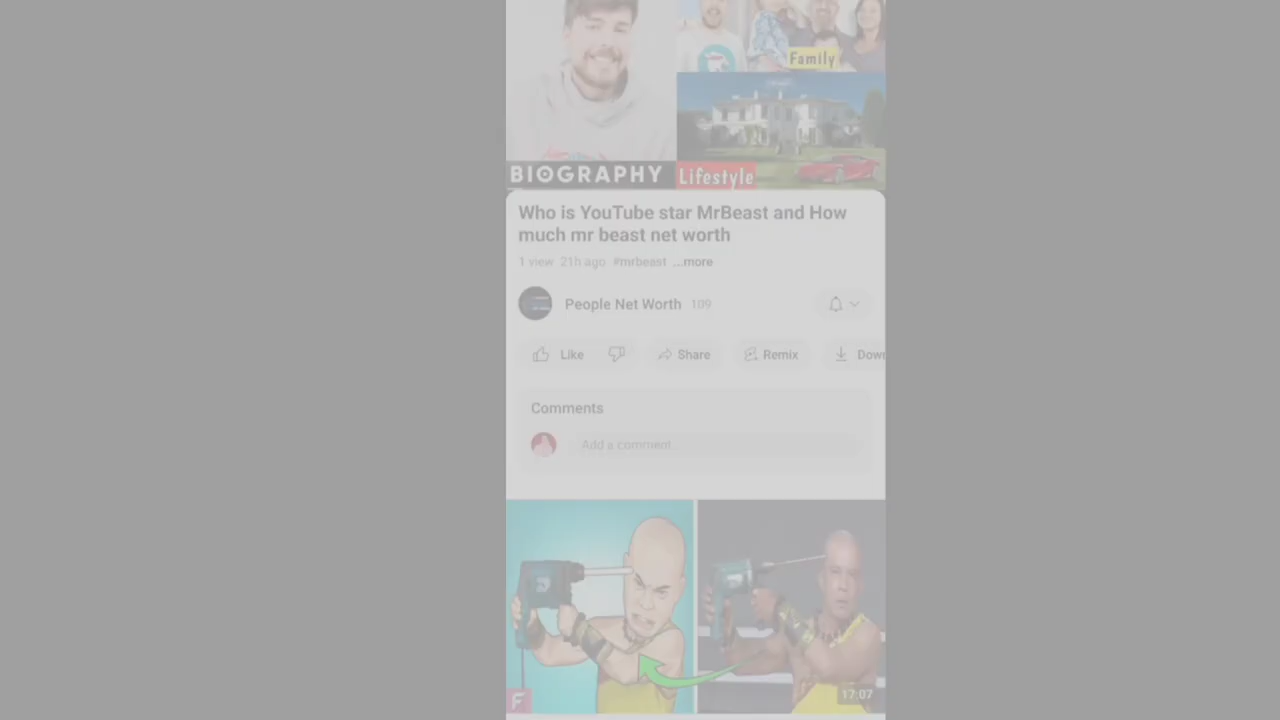 Family
BIOGRAPHY
Lifestyle
Who is YouTube star MrBeast and How
much mr beast net worth
1 view 21h ago #mrbeast ...more
People Net Worth 109
Like
Share
Remix
Down
Comments
Add a comment
F
17:07